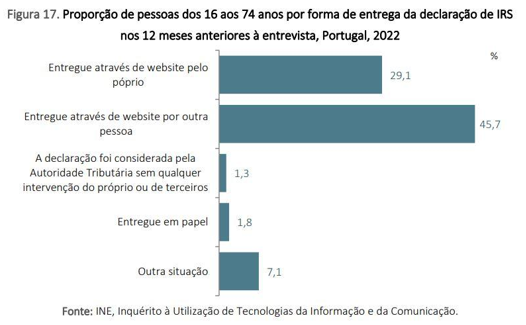 Figura 17. Proporção de pessoas dos 16 aos 74 anos por forma de entrega da declaração de IRS
nos 12 meses anteriores à entrevista, Portugal, 2022
%
Entregue através de website pelo
póprio
29,1
Entregue através de website por outra
pessoa
45,7
A declaração foi considerada pela
Autoridade Tributária sem qualquer
intervenção do próprio ou de terceiros
1,3
Entregue em papel
1,8
Outra situação
7,1
Fonte: INE, Inquérito à Utilização de Tecnologias da Informação e da Comunicação.